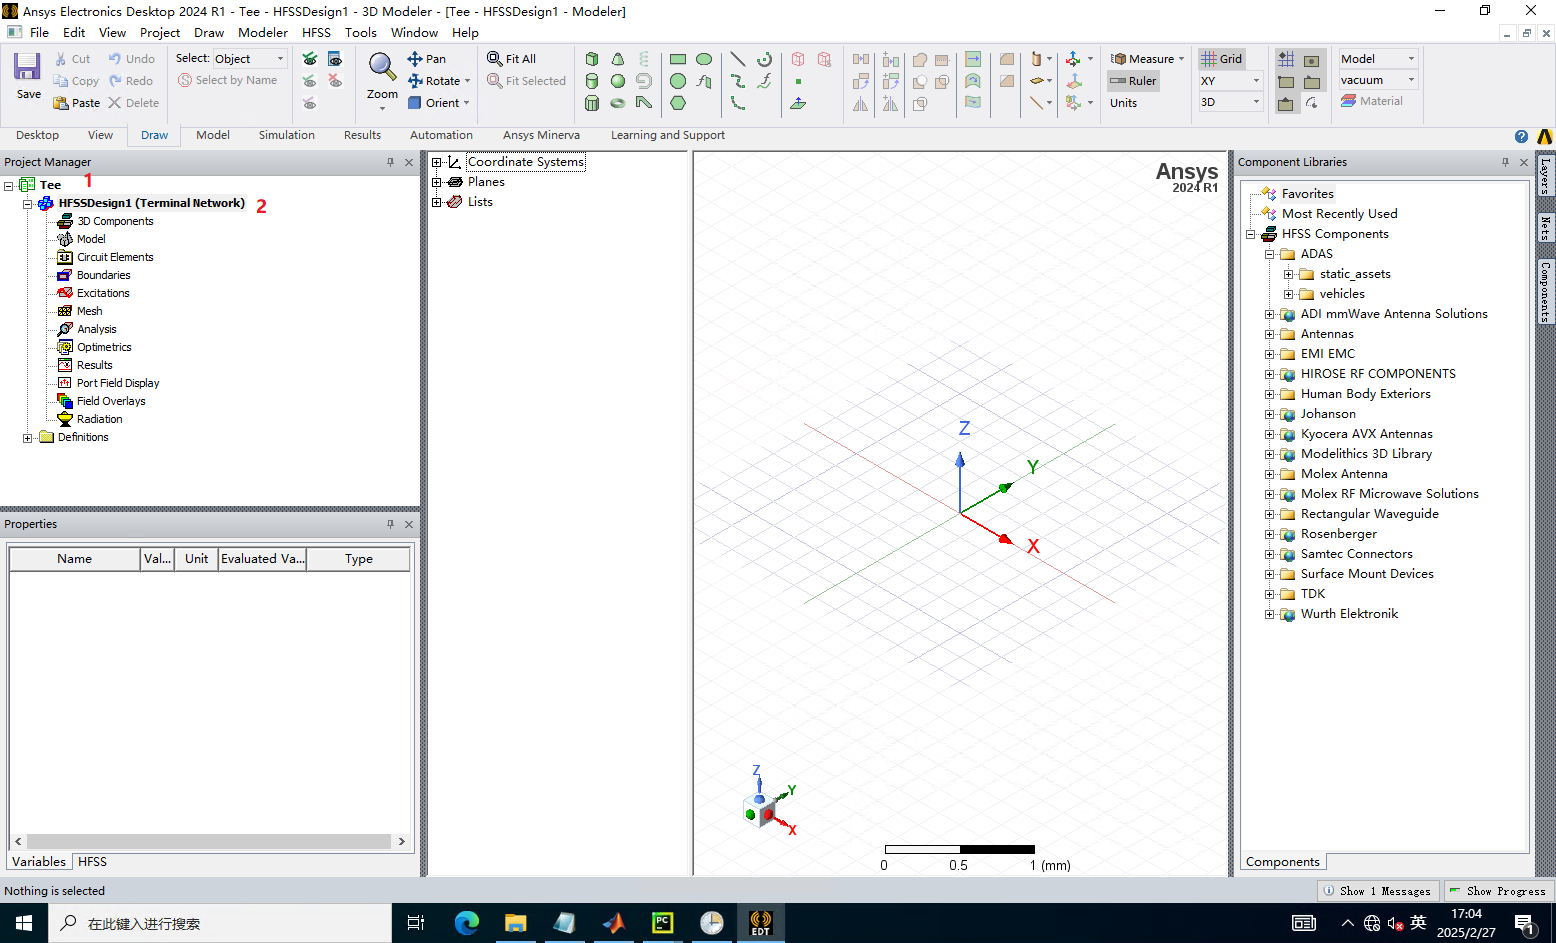 Ansys Electronics Desktop 2024 R1 - Tee - HFSSDesign1 - 3D Modeler - [Tee - HFSSDesign1 - Modeler]
File Edit View Project Draw Modeler HFSS Tools Window Help
Save
Cut
Copy
Paste
Undo
Redo
Delete
Select: Object
Select by Name
Zoom
Pan
Rotate
Orient
Fit All
Fit Selected
Measure
Ruler
Units
Grid
XY
3D
Model
vacuum
Material
Desktop View Draw Model Simulation Results Automation Ansys Minerva Learning and Support
Project Manager
Tee 1
HFSSDesign1 (Terminal Network) 2
3D Components
Model
Circuit Elements
Boundaries
Excitations
Mesh
Analysis
Optimetrics
Results
Port Field Display
Field Overlays
Radiation
Definitions
Properties
Name Val... Unit Evaluated Va... Type
Variables HFSS
Coordinate Systems
Planes
Lists
Ansys
2024 R1
Z
Y
X
Z
Y
X
0 0.5 1 (mm)
Component Libraries
Favorites
Most Recently Used
HFSS Components
ADAS
static_assets
vehicles
ADI mmWave Antenna Solutions
Antennas
EMI EMC
HIROSE RF COMPONENTS
Human Body Exteriors
Johanson
Kyocera AVX Antennas
Modelithics 3D Library
Molex Antenna
Molex RF Microwave Solutions
Rectangular Waveguide
Rosenberger
Samtec Connectors
Surface Mount Devices
TDK
Wurth Elektronik
Components
Layers
Nets
Components
Nothing is selected
Show 1 Messages
Show Progress
在此键入进行搜索
PC
EDT
英
17:04
2025/2/27
1